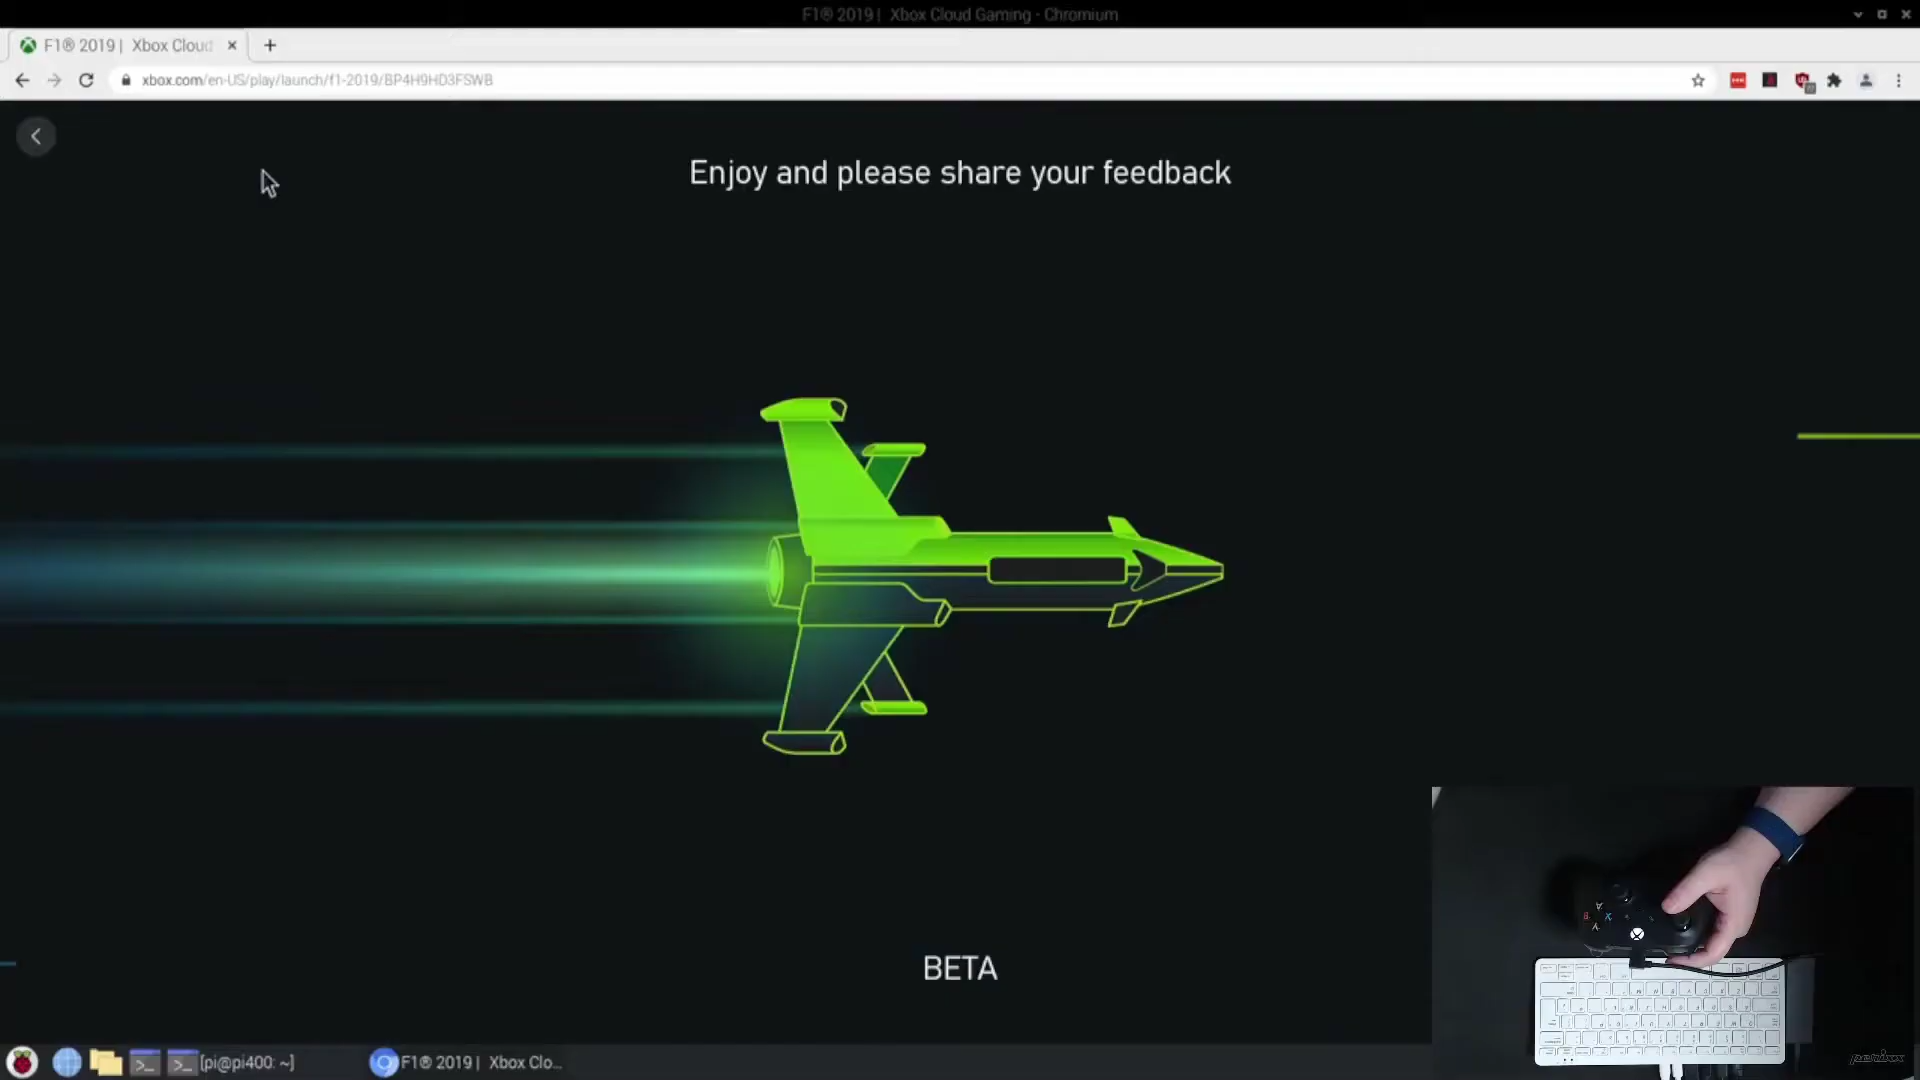 F1® 2019 | Xbox Cloud Gaming - Chromium
F1® 2019 | Xbox Cloud
xbox.com/en-US/play/launch/f1-2019/BP4H9HD3FSWB
Enjoy and please share your feedback
BETA
A
B
X
Y
perixx
[pi@pi400: ~]
F1® 2019 | Xbox Clo...